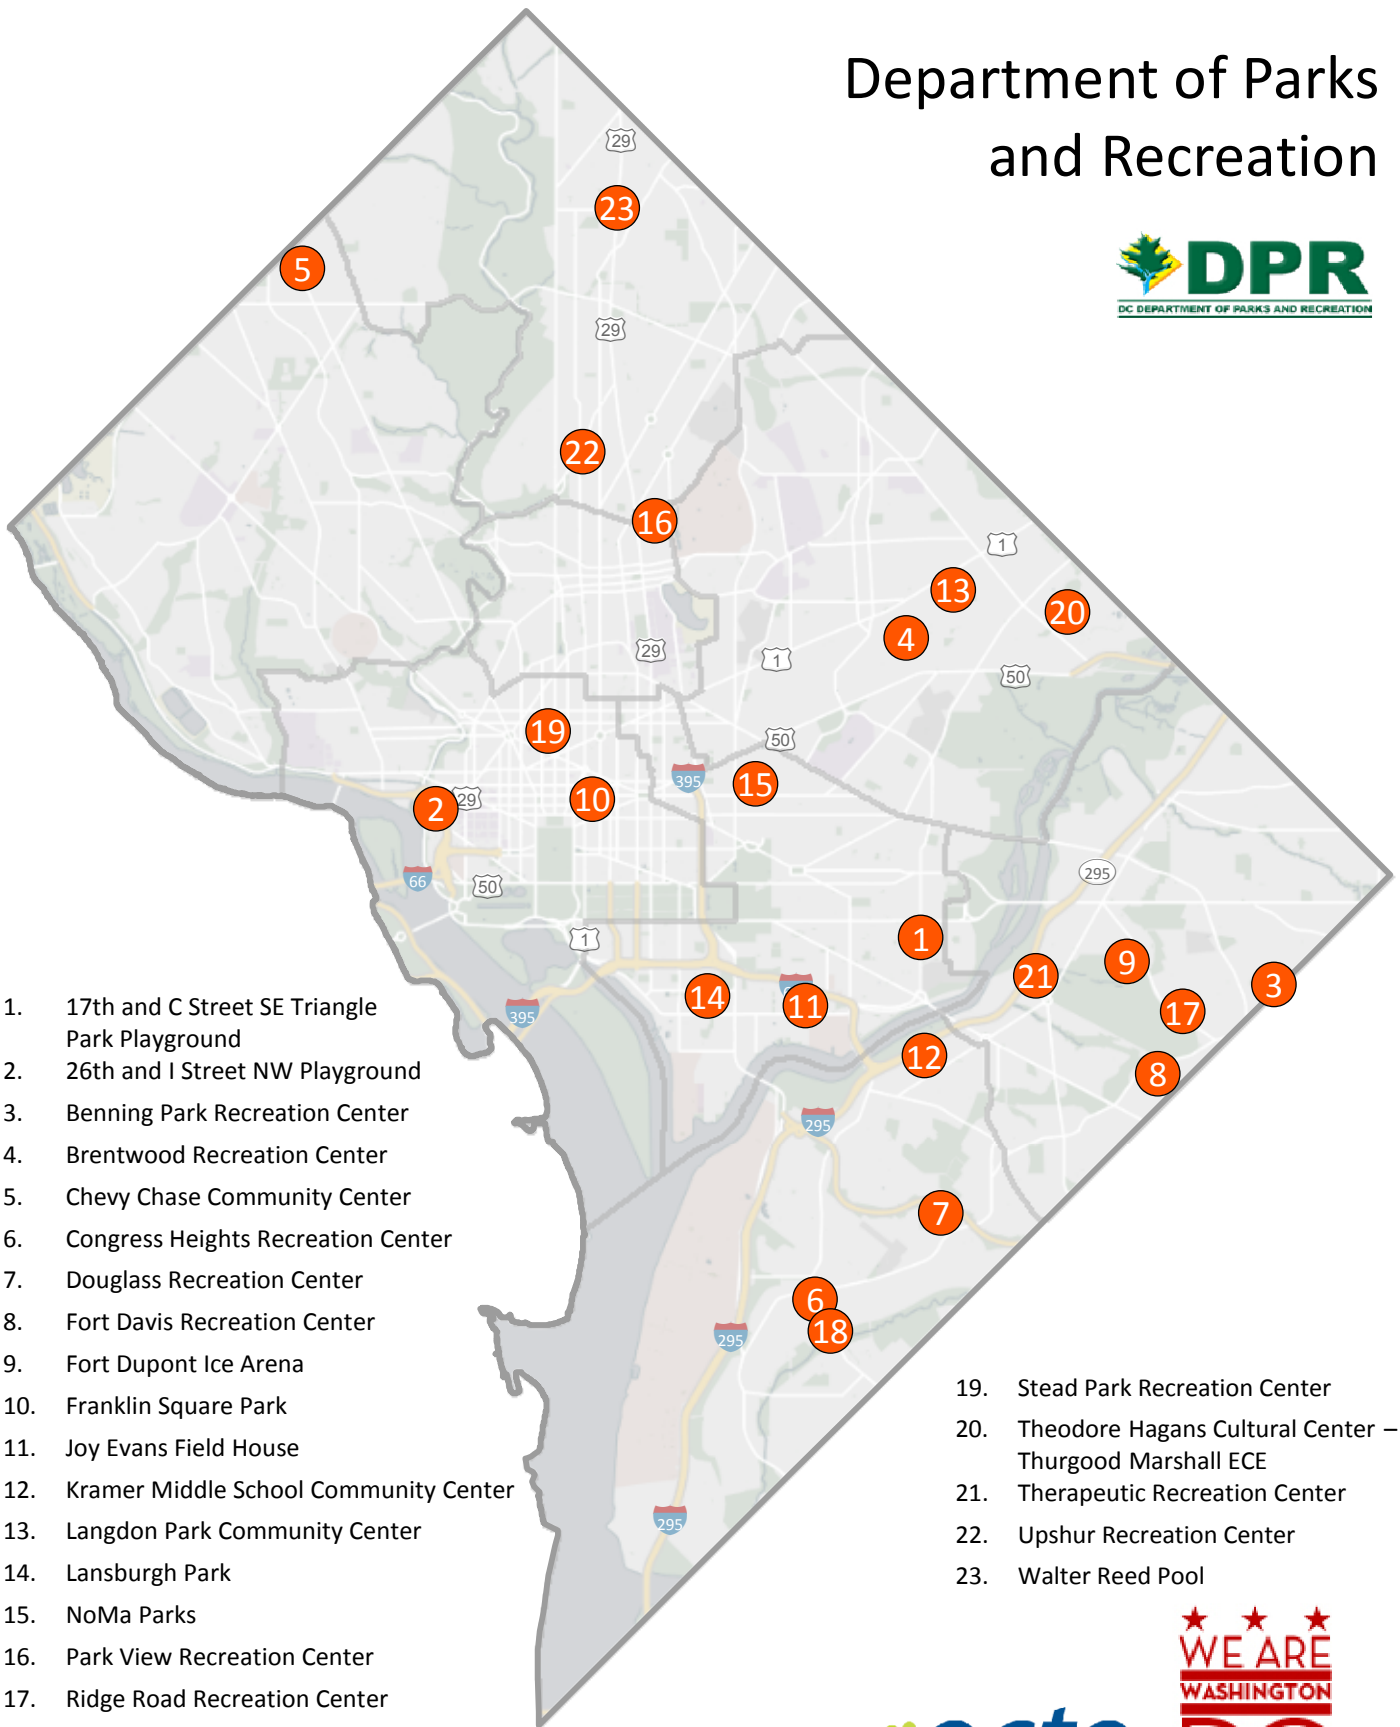 Department of Parks
and Recreation
DPR
DC DEPARTMENT OF PARKS AND RECREATION
29
23
5
29
22
16
1
13
20
4
29
1
50
19
50
395
15
2
29
10
66
50
295
1
1
9
21
3
14
11
17
395
12
8
295
7
6
18
295
295
1. 17th and C Street SE Triangle
Park Playground
2. 26th and I Street NW Playground
3. Benning Park Recreation Center
4. Brentwood Recreation Center
5. Chevy Chase Community Center
6. Congress Heights Recreation Center
7. Douglass Recreation Center
8. Fort Davis Recreation Center
9. Fort Dupont Ice Arena
10. Franklin Square Park
11. Joy Evans Field House
12. Kramer Middle School Community Center
13. Langdon Park Community Center
14. Lansburgh Park
15. NoMa Parks
16. Park View Recreation Center
17. Ridge Road Recreation Center
19. Stead Park Recreation Center
20. Theodore Hagans Cultural Center –
Thurgood Marshall ECE
21. Therapeutic Recreation Center
22. Upshur Recreation Center
23. Walter Reed Pool
WE ARE
WASHINGTON